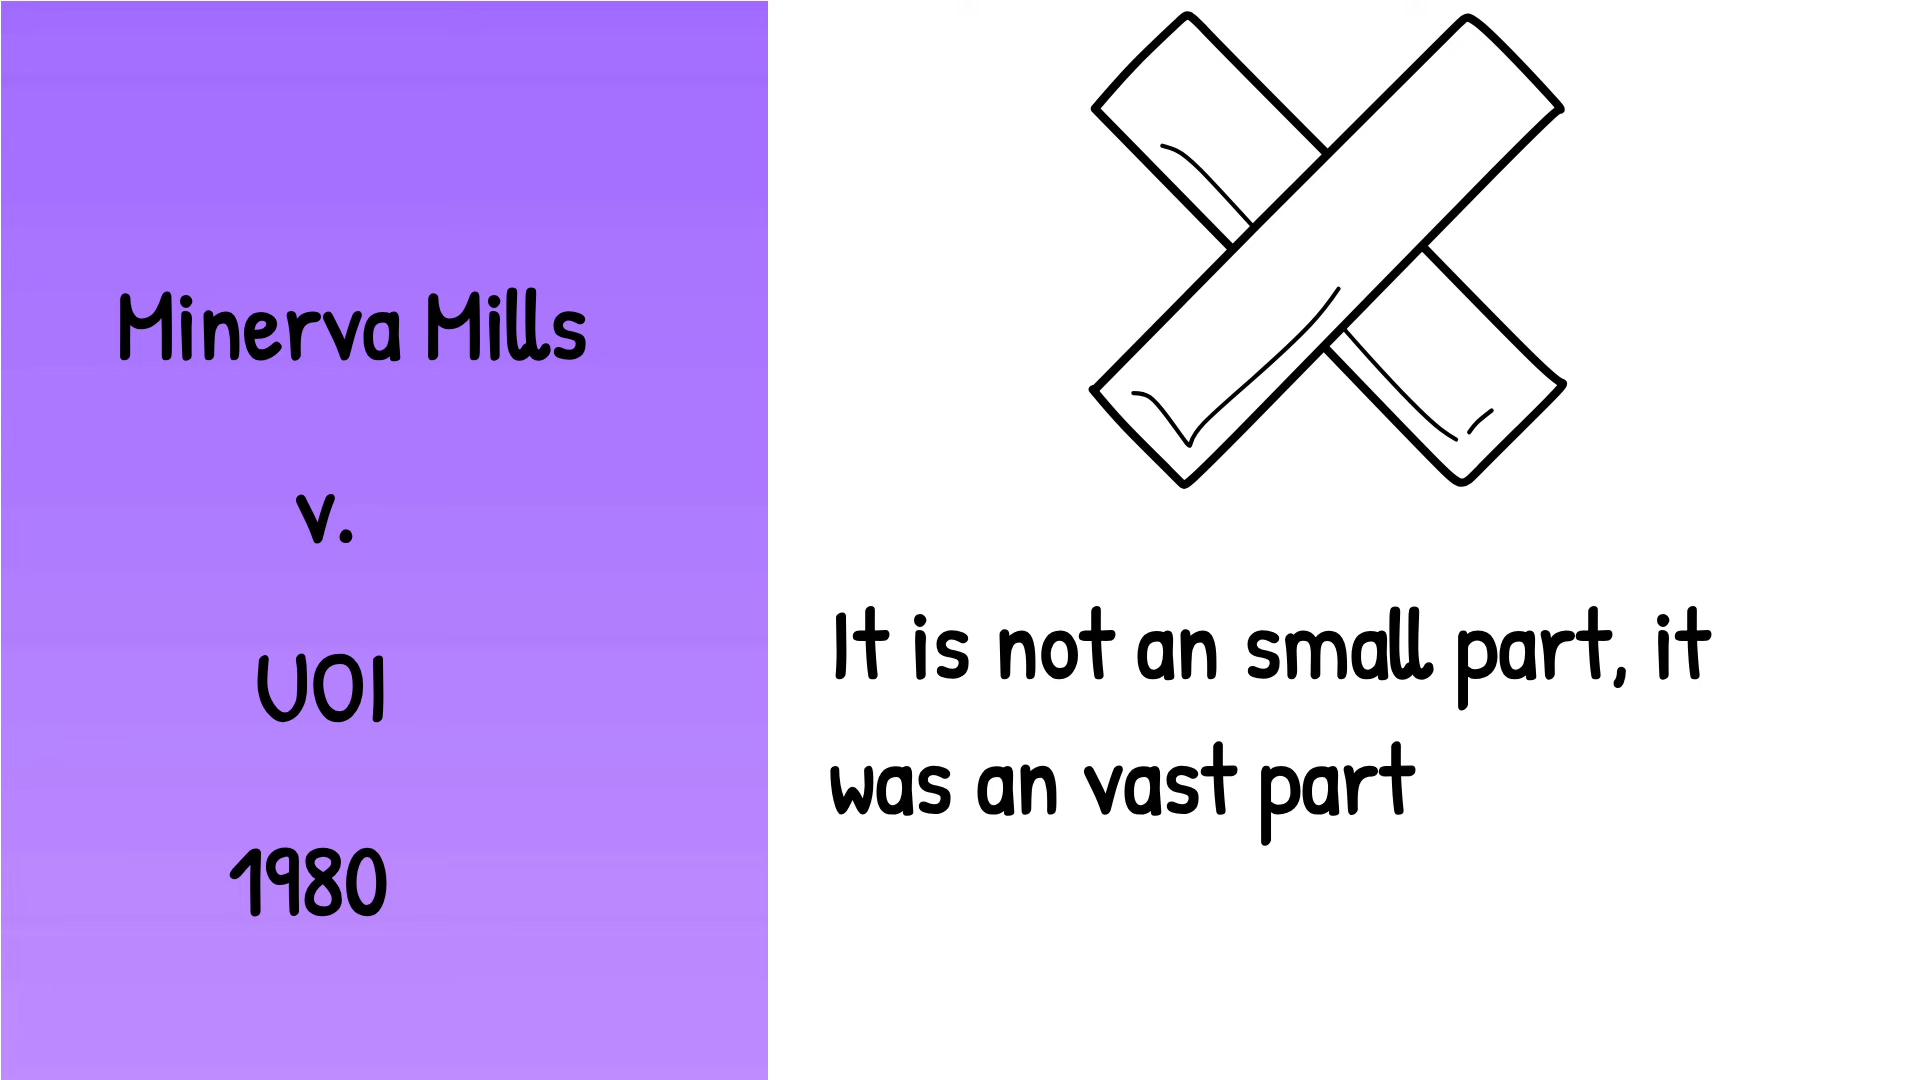 Minerva Mills
v.
UOI
1980
It is not an small part, it
was an vast part